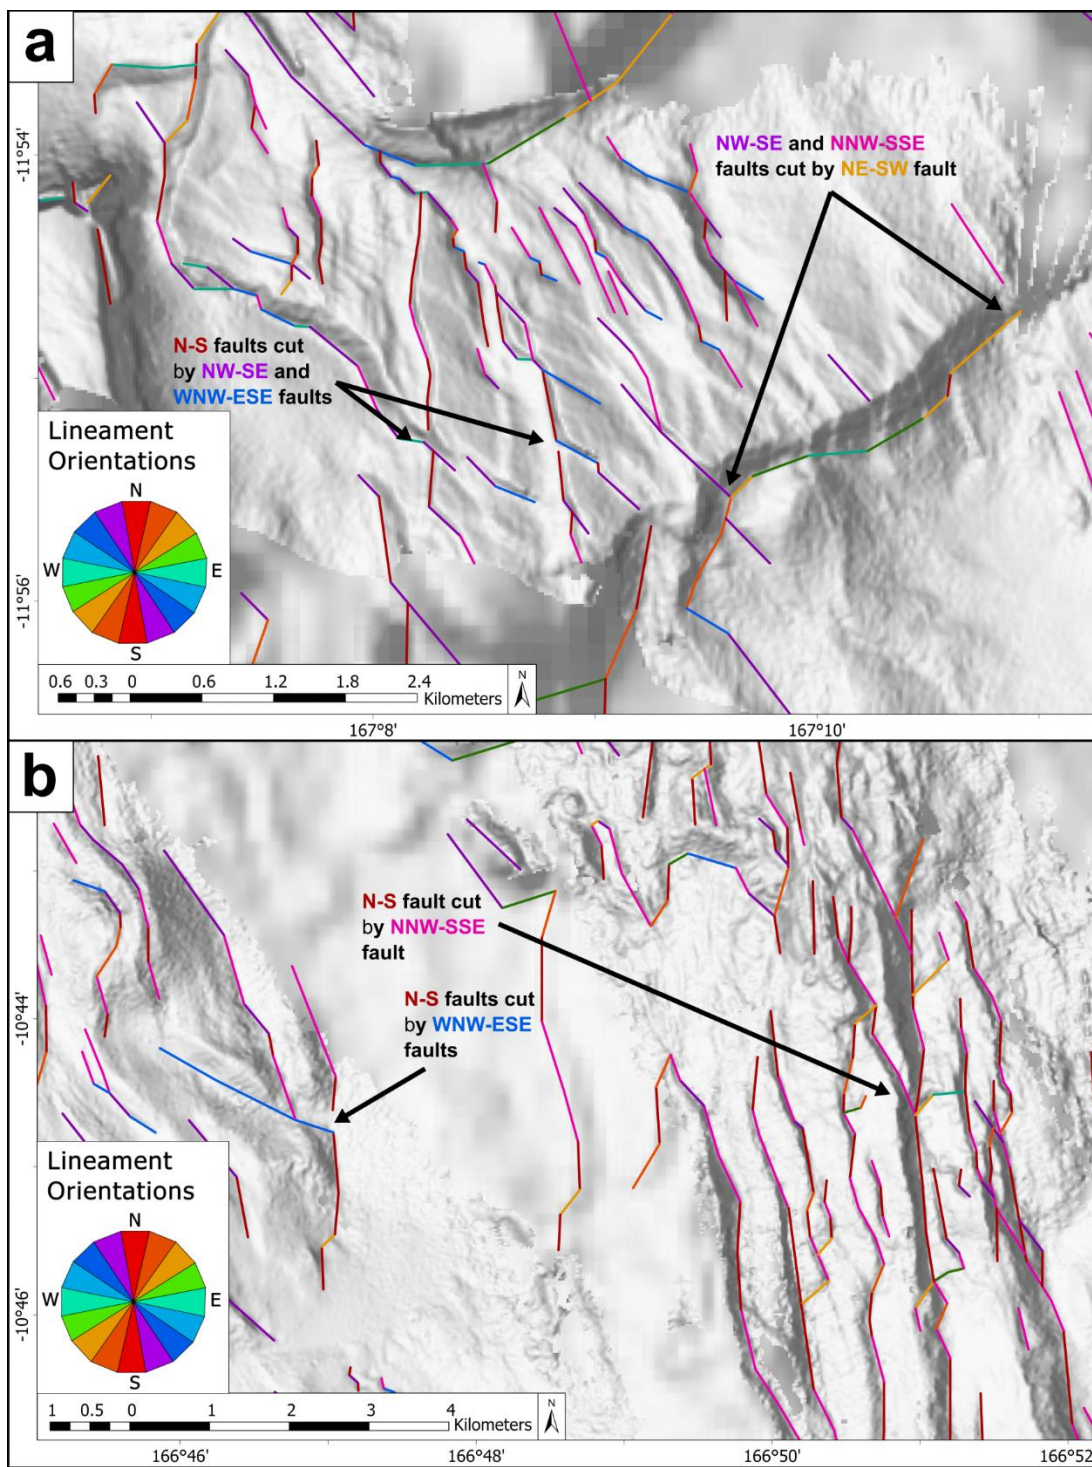 a
-11°54'
NW-SE and NNW-SSE
faults cut by NE-SW fault
N-S faults cut
by NW-SE and
WNW-ESE faults
Lineament
Orientations
N
W E
S
-11°56'
0.6 0.3 0 0.6 1.2 1.8 2.4
Kilometers
N
167°8' 167°10'
b
N-S fault cut
by NNW-SSE
fault
-10°44'
N-S faults cut
by WNW-ESE
faults
Lineament
Orientations
N
W E
S
-10°46'
1 0.5 0 1 2 3 4
Kilometers
N
166°46' 166°48' 166°50' 166°52'